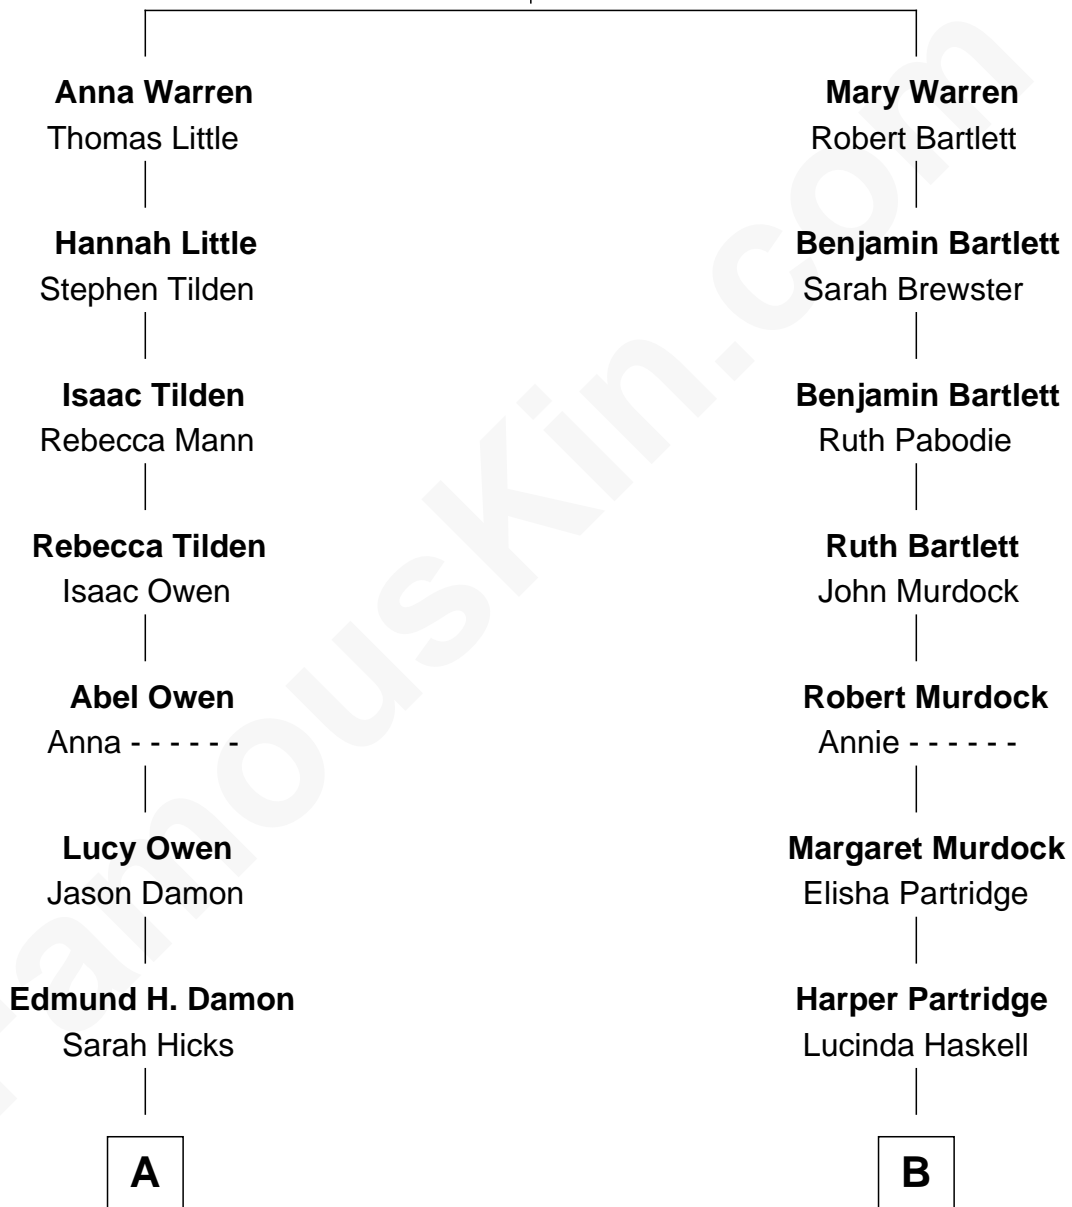 Anna Warren
Thomas Little
Hannah Little
Stephen Tilden
Isaac Tilden
Rebecca Mann
Rebecca Tilden
Isaac Owen
Abel Owen
Anna - - - - - -
Lucy Owen
Jason Damon
Edmund H. Damon
Sarah Hicks
A
Mary Warren
Robert Bartlett
Benjamin Bartlett
Sarah Brewster
Benjamin Bartlett
Ruth Pabodie
Ruth Bartlett
John Murdock
Robert Murdock
Annie - - - - - -
Margaret Murdock
Elisha Partridge
Harper Partridge
Lucinda Haskell
B
FamousKin.com